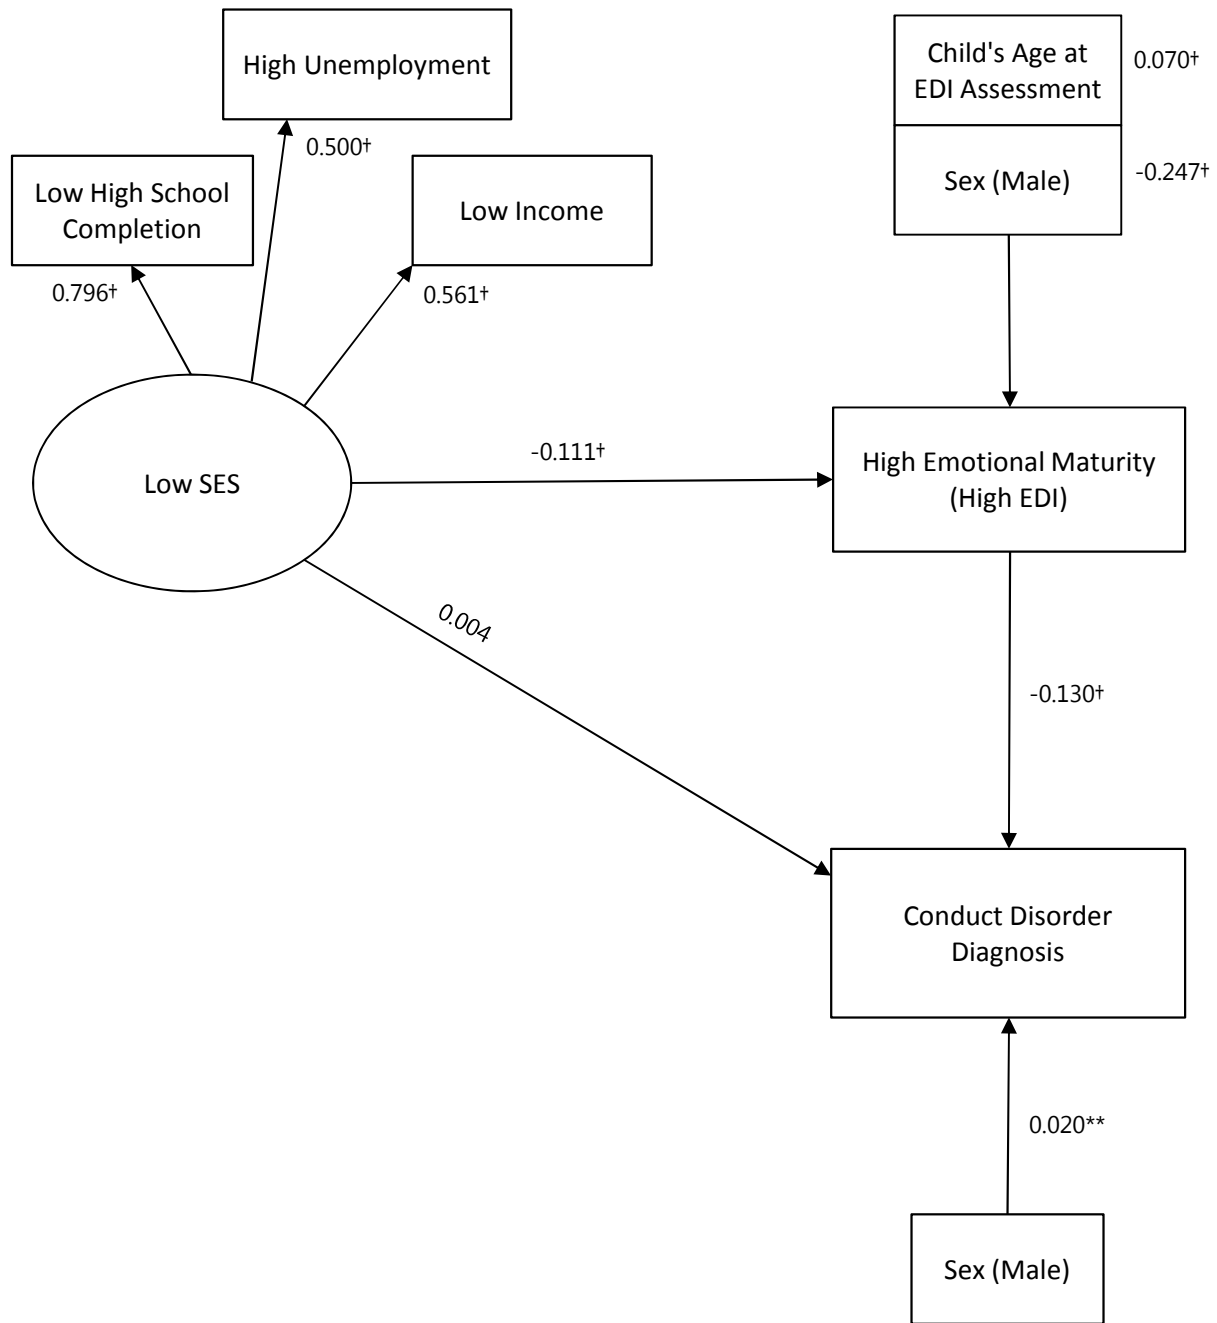 High Unemployment
0.500†
Low High School
Completion
0.796†
Low Income
0.561†
Child's Age at
EDI Assessment
0.070†
Sex (Male)
-0.247†
Low SES
-0.111†
High Emotional Maturity
(High EDI)
0.004
-0.130†
Conduct Disorder
Diagnosis
0.020**
Sex (Male)